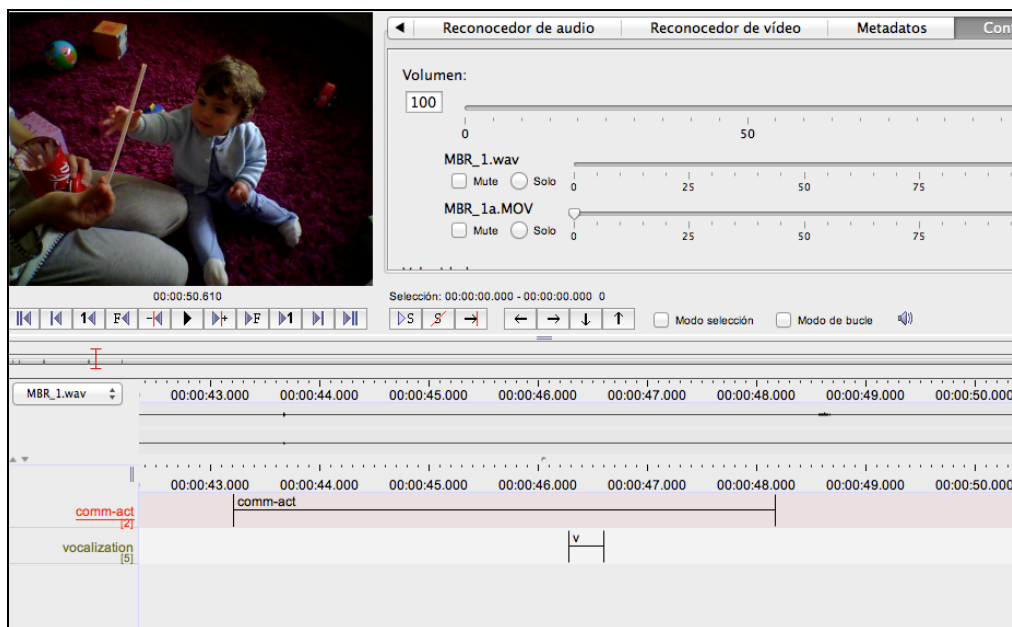 Reconocedor de audio Reconocedor de vídeo Metadatos Con
Volumen:
100
0 50
MBR_1.wav
Mute Solo 0 25 50 75
MBR_1a.MOV
Mute Solo 0 25 50 75
00:00:50.610 Selección: 00:00:00.000 - 00:00:00.000 0
1 F - + F 1 S S Modo selección Modo de bucle
MBR_1.wav 00:00:43.000 00:00:44.000 00:00:45.000 00:00:46.000 00:00:47.000 00:00:48.000 00:00:49.000 00:00:50.000
00:00:43.000 00:00:44.000 00:00:45.000 00:00:46.000 00:00:47.000 00:00:48.000 00:00:49.000 00:00:50.000
comm-act comm-act
[2]
vocalization v
[5]